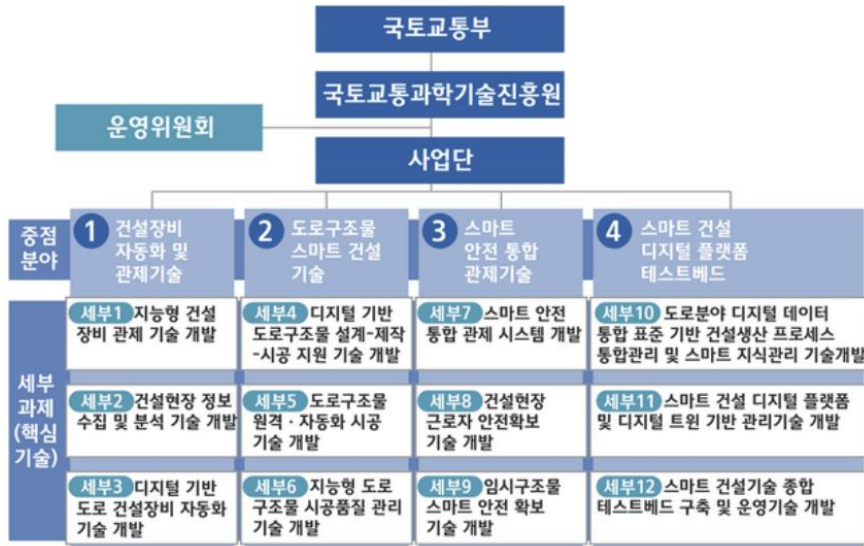 국토교통부
국토교통과학기술진흥원
운영위원회
사업단
중점
분야
1 건설장비
자동화 및
관제기술
2 도로구조물
스마트 건설
기술
3 스마트
안전 통합
관제기술
4 스마트 건설
디지털 플랫폼
테스트베드
세부
과제
(핵심
기술)
세부1 지능형 건설
장비 관제 기술 개발
세부4 디지털 기반
도로구조물 설계-제작
-시공 지원 기술 개발
세부7 스마트 안전
통합 관제 시스템 개발
세부10 도로분야 디지털 데이터
통합 표준 기반 건설생산 프로세스
통합관리 및 스마트 지식관리 기술개발
세부2 건설현장 정보
수집 및 분석 기술 개발
세부5 도로구조물
원격·자동화 시공
기술 개발
세부8 건설현장
근로자 안전확보
기술 개발
세부11 스마트 건설 디지털 플랫폼
및 디지털 트윈 기반 관리기술 개발
세부3 디지털 기반
도로 건설장비 자동화
기술 개발
세부6 지능형 도로
구조물 시공품질 관리
기술 개발
세부9 임시구조물
스마트 안전 확보
기술 개발
세부12 스마트 건설기술 종합
테스트베드 구축 및 운영기술 개발